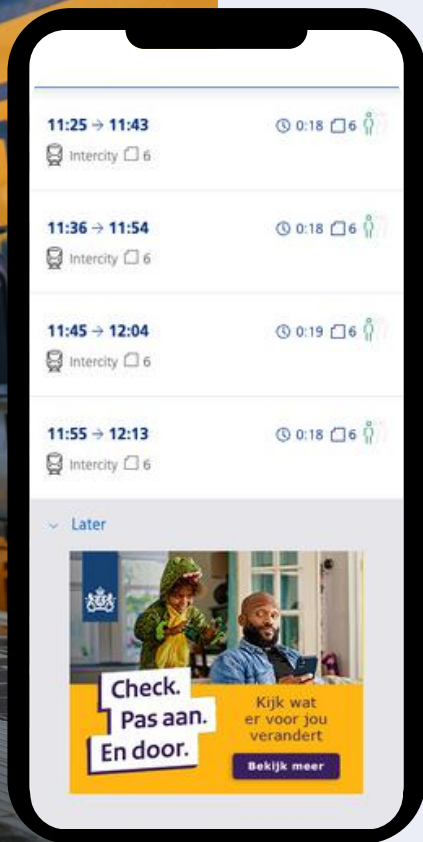 11:25 → 11:43 0:18 6
Intercity 6
11:36 → 11:54 0:18 6
Intercity 6
11:45 → 12:04 0:19 6
Intercity 6
11:55 → 12:13 0:18 6
Intercity 6
Later
Check.
Pas aan.
En door.
Kijk wat
er voor jou
verandert
Bekijk meer